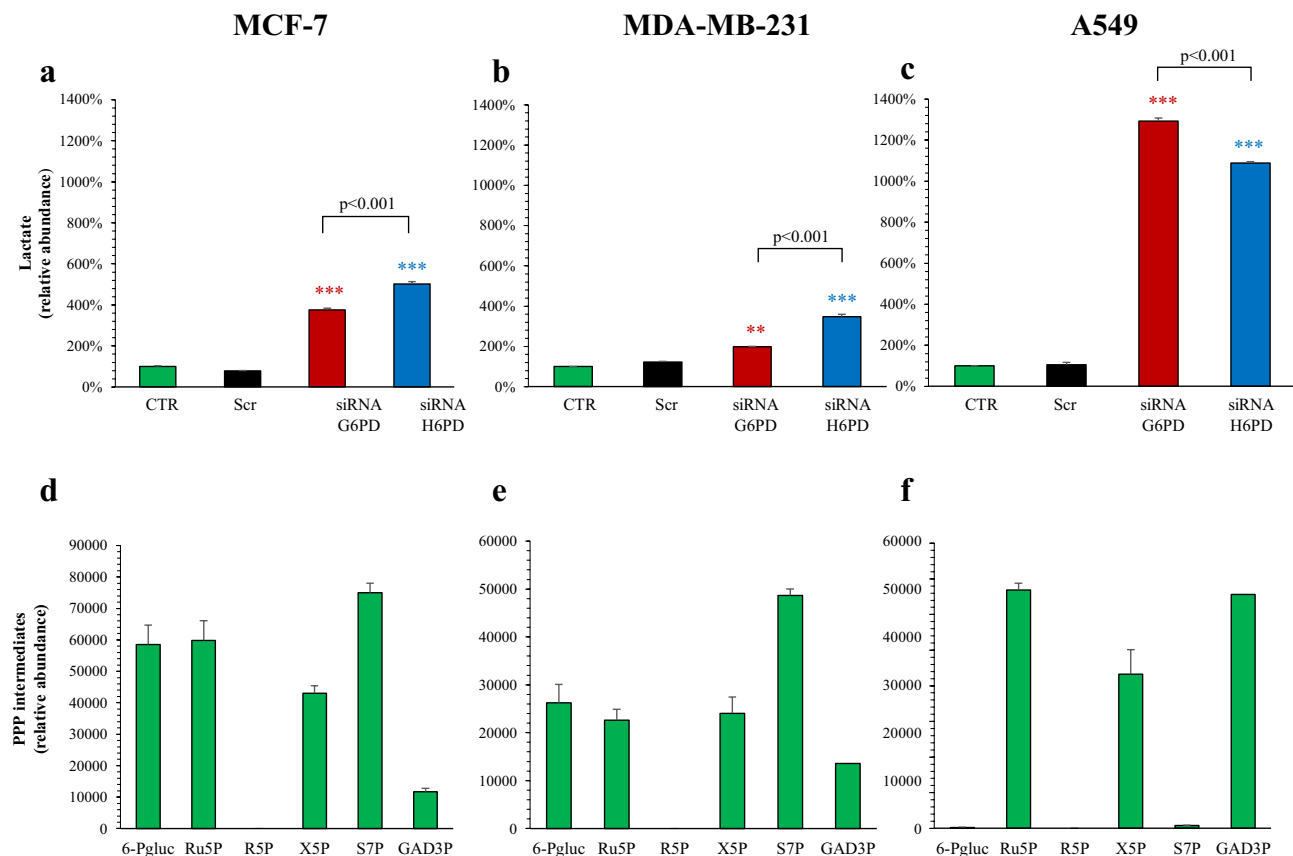 MCF-7 MDA-MB-231 A549
a b c
p<0.001
1400%
1200%
1000%
800%
600%
400%
200%
0%
Lactate
(relative abundance)
p<0.001
***
***
CTR Scr siRNA siRNA
G6PD H6PD
1400%
1200%
1000%
800%
600%
400%
200%
0%
p<0.001
**
***
CTR Scr siRNA siRNA
G6PD H6PD
1400%
1200%
1000%
800%
600%
400%
200%
0%
***
***
CTR Scr siRNA siRNA
G6PD H6PD
d e f
90000
80000
70000
60000
50000
40000
30000
20000
10000
0
PPP intermediates
(relative abundance)
6-Pgluc Ru5P R5P X5P S7P GAD3P
60000
50000
40000
30000
20000
10000
0
6-Pgluc Ru5P R5P X5P S7P GAD3P
60000
50000
40000
30000
20000
10000
0
6-Pgluc Ru5P R5P X5P S7P GAD3P